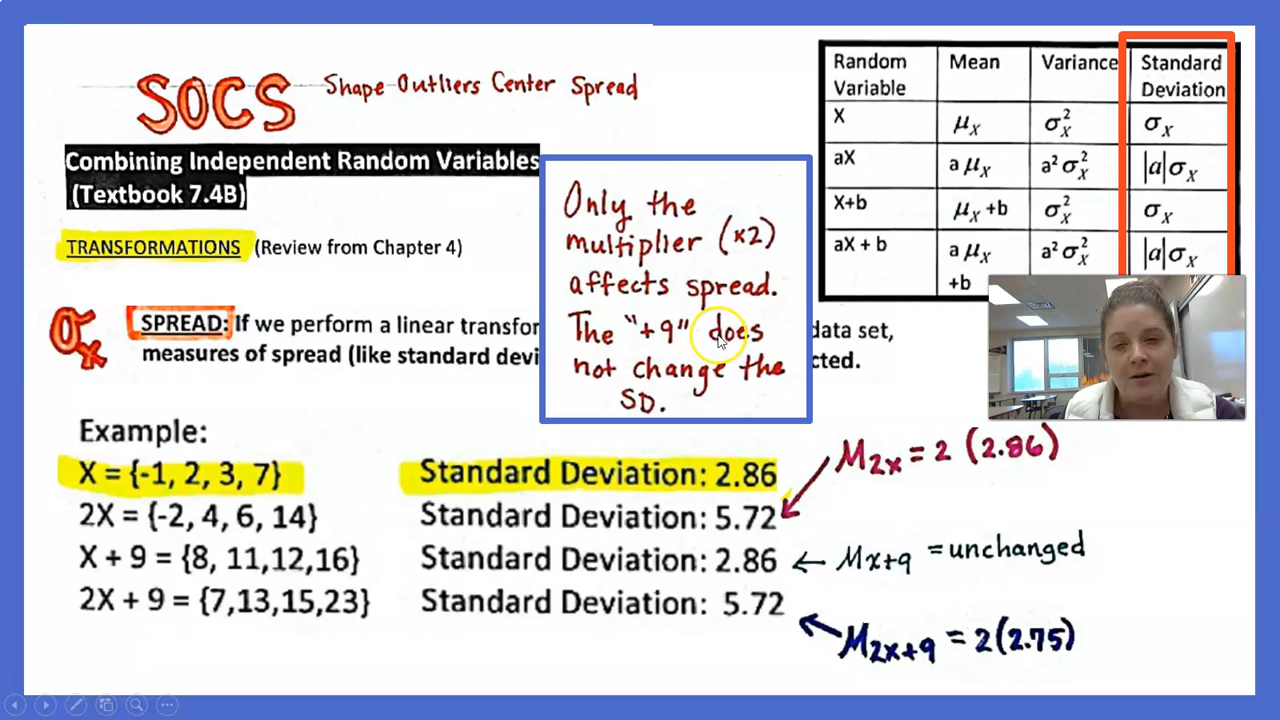 SOCS Shape Outliers Center Spread
Combining Independent Random Variables
(Textbook 7.4B)
TRANSFORMATIONS (Review from Chapter 4)
σx
SPREAD: If we perform a linear transfor
data set,
measures of spread (like standard devi
cted.
Only the
multiplier (x2)
affects spread.
The "+9" does
not change the
SD.
Random Variable Mean Variance Standard Deviation
X μX σ²X σX
aX a μX a² σ²X |a|σX
X+b μX +b σ²X σX
aX + b a μX +b a² σ²X |a|σX
Example:
X = {-1, 2, 3, 7} Standard Deviation: 2.86
2X = {-2, 4, 6, 14} Standard Deviation: 5.72
X + 9 = {8, 11,12,16} Standard Deviation: 2.86
2X + 9 = {7,13,15,23} Standard Deviation: 5.72
M2x = 2 (2.86)
Mx+9 = unchanged
M2x+9 = 2(2.75)